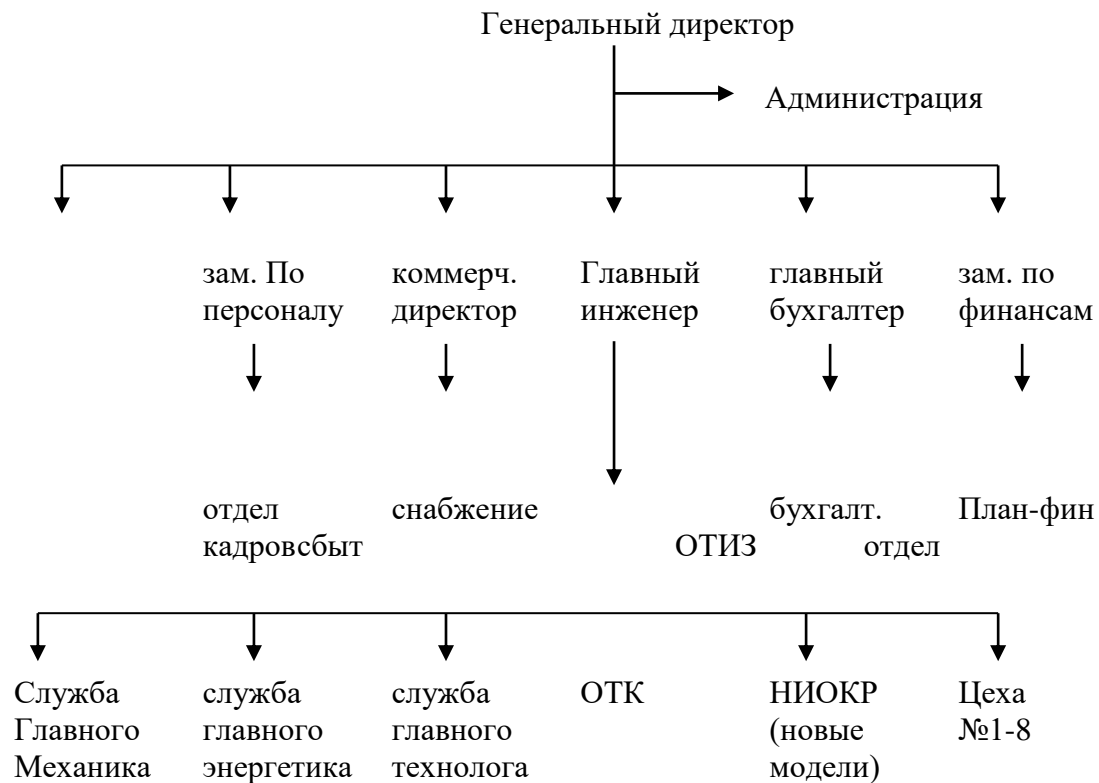 Генеральный директор
Администрация
зам. По коммерч. Главный главный зам. по
персоналу директор инженер бухгалтер финансам
отдел снабжение бухгалт. План-фин
кадровсбыт ОТИЗ отдел
Служба служба служба ОТК НИОКР Цеха
Главного главного главного (новые №1-8
Механика энергетика технолога модели)